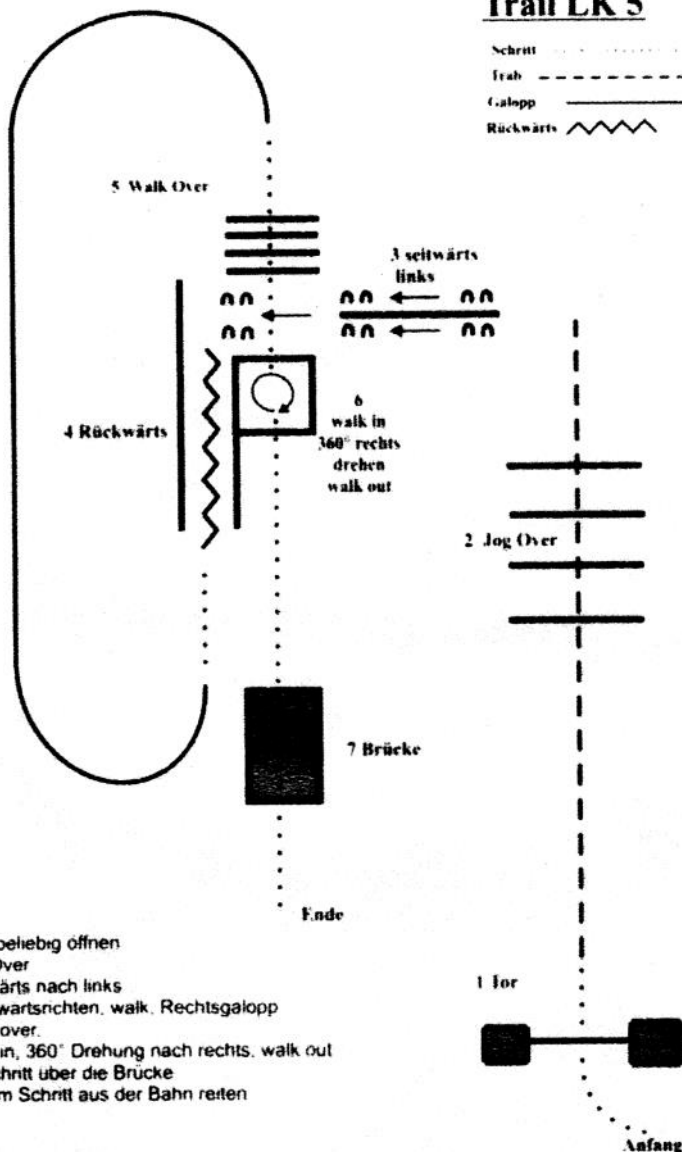 Trail LK 5
Schritt
Trab
Galopp
Rückwärts
5 Walk Over
3 seitwärts
links
4 Rückwärts
6
walk in
360° rechts
drehen
walk out
2 Jog Over
7 Brücke
Ende
1 Tor
Anfang
beliebig öffnen
Over
ärts nach links
wartsrichten, walk, Rechtsgalopp
over.
in, 360° Drehung nach rechts, walk out
chritt über die Brücke
m Schritt aus der Bahn reiten